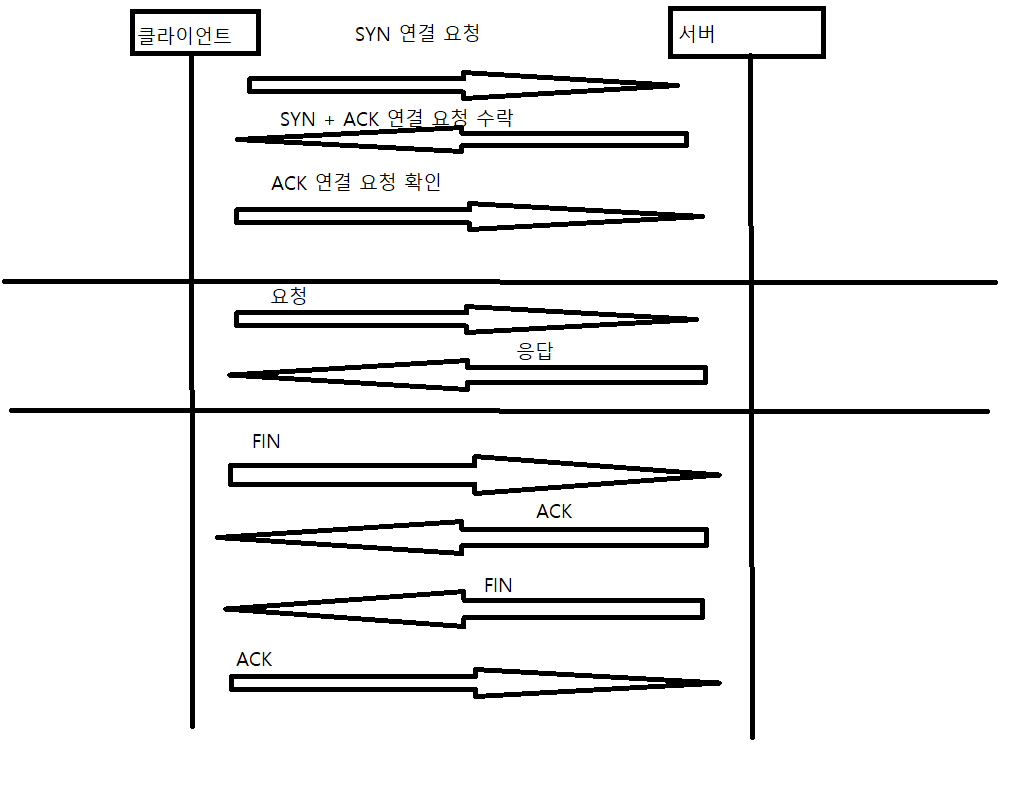 클라이언트
SYN 연결 요청
서버
SYN + ACK 연결 요청 수락
ACK 연결 요청 확인
요청
응답
FIN
ACK
FIN
ACK